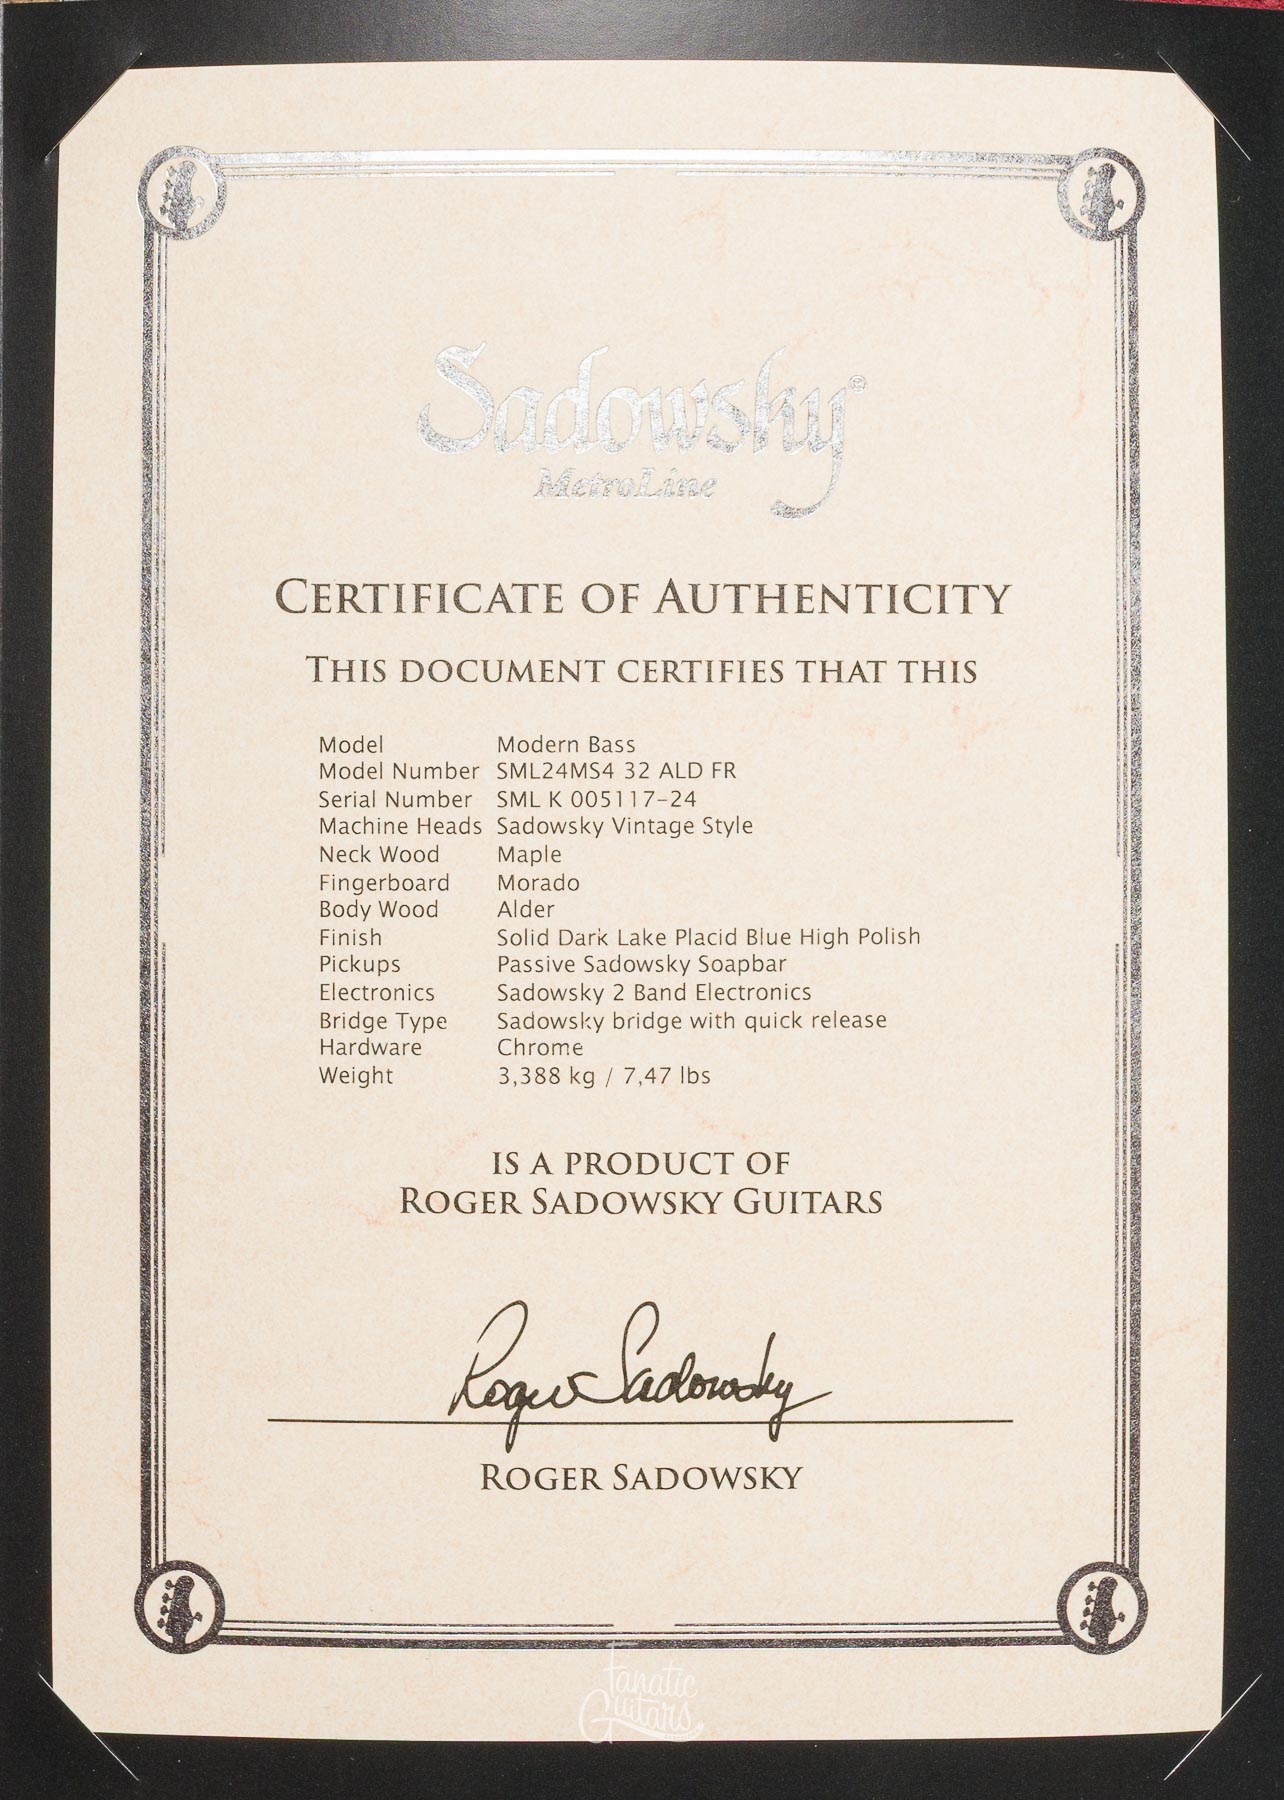 Sadowsky®
MetroLine
CERTIFICATE OF AUTHENTICITY
THIS DOCUMENT CERTIFIES THAT THIS
Model Modern Bass
Model Number SML24MS4 32 ALD FR
Serial Number SML K 005117-24
Machine Heads Sadowsky Vintage Style
Neck Wood Maple
Fingerboard Morado
Body Wood Alder
Finish Solid Dark Lake Placid Blue High Polish
Pickups Passive Sadowsky Soapbar
Electronics Sadowsky 2 Band Electronics
Bridge Type Sadowsky bridge with quick release
Hardware Chrome
Weight 3,388 kg / 7,47 lbs
IS A PRODUCT OF
ROGER SADOWSKY GUITARS
Roger Sadowsky
ROGER SADOWSKY
Fanatic
Guitars